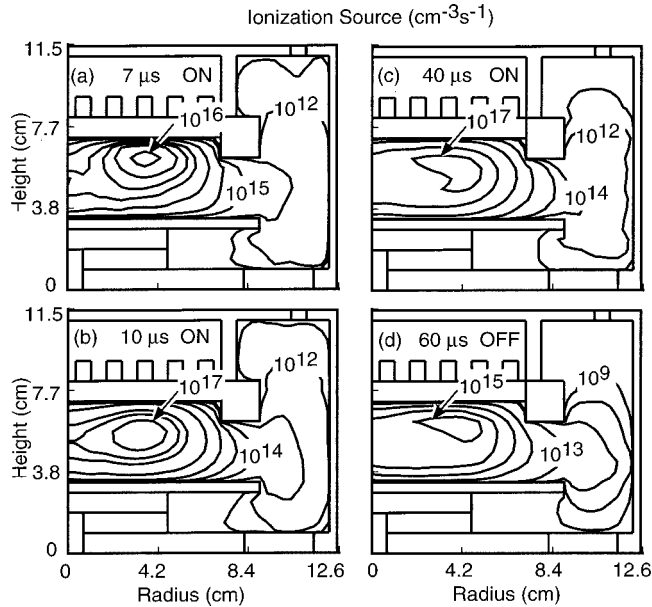 Ionization Source (cm⁻³s⁻¹)
11.5
(a) 7 μs ON
10¹⁶
10¹²
7.7
Height (cm)
10¹⁵
3.8
0
(c) 40 μs ON
10¹⁷
10¹²
10¹⁴
11.5
(b) 10 μs ON
10¹²
10¹⁷
7.7
Height (cm)
10¹⁴
3.8
0
(d) 60 μs OFF
10⁹
10¹⁵
10¹³
0 4.2 8.4 12.6
Radius (cm)
0 4.2 8.4 12.6
Radius (cm)